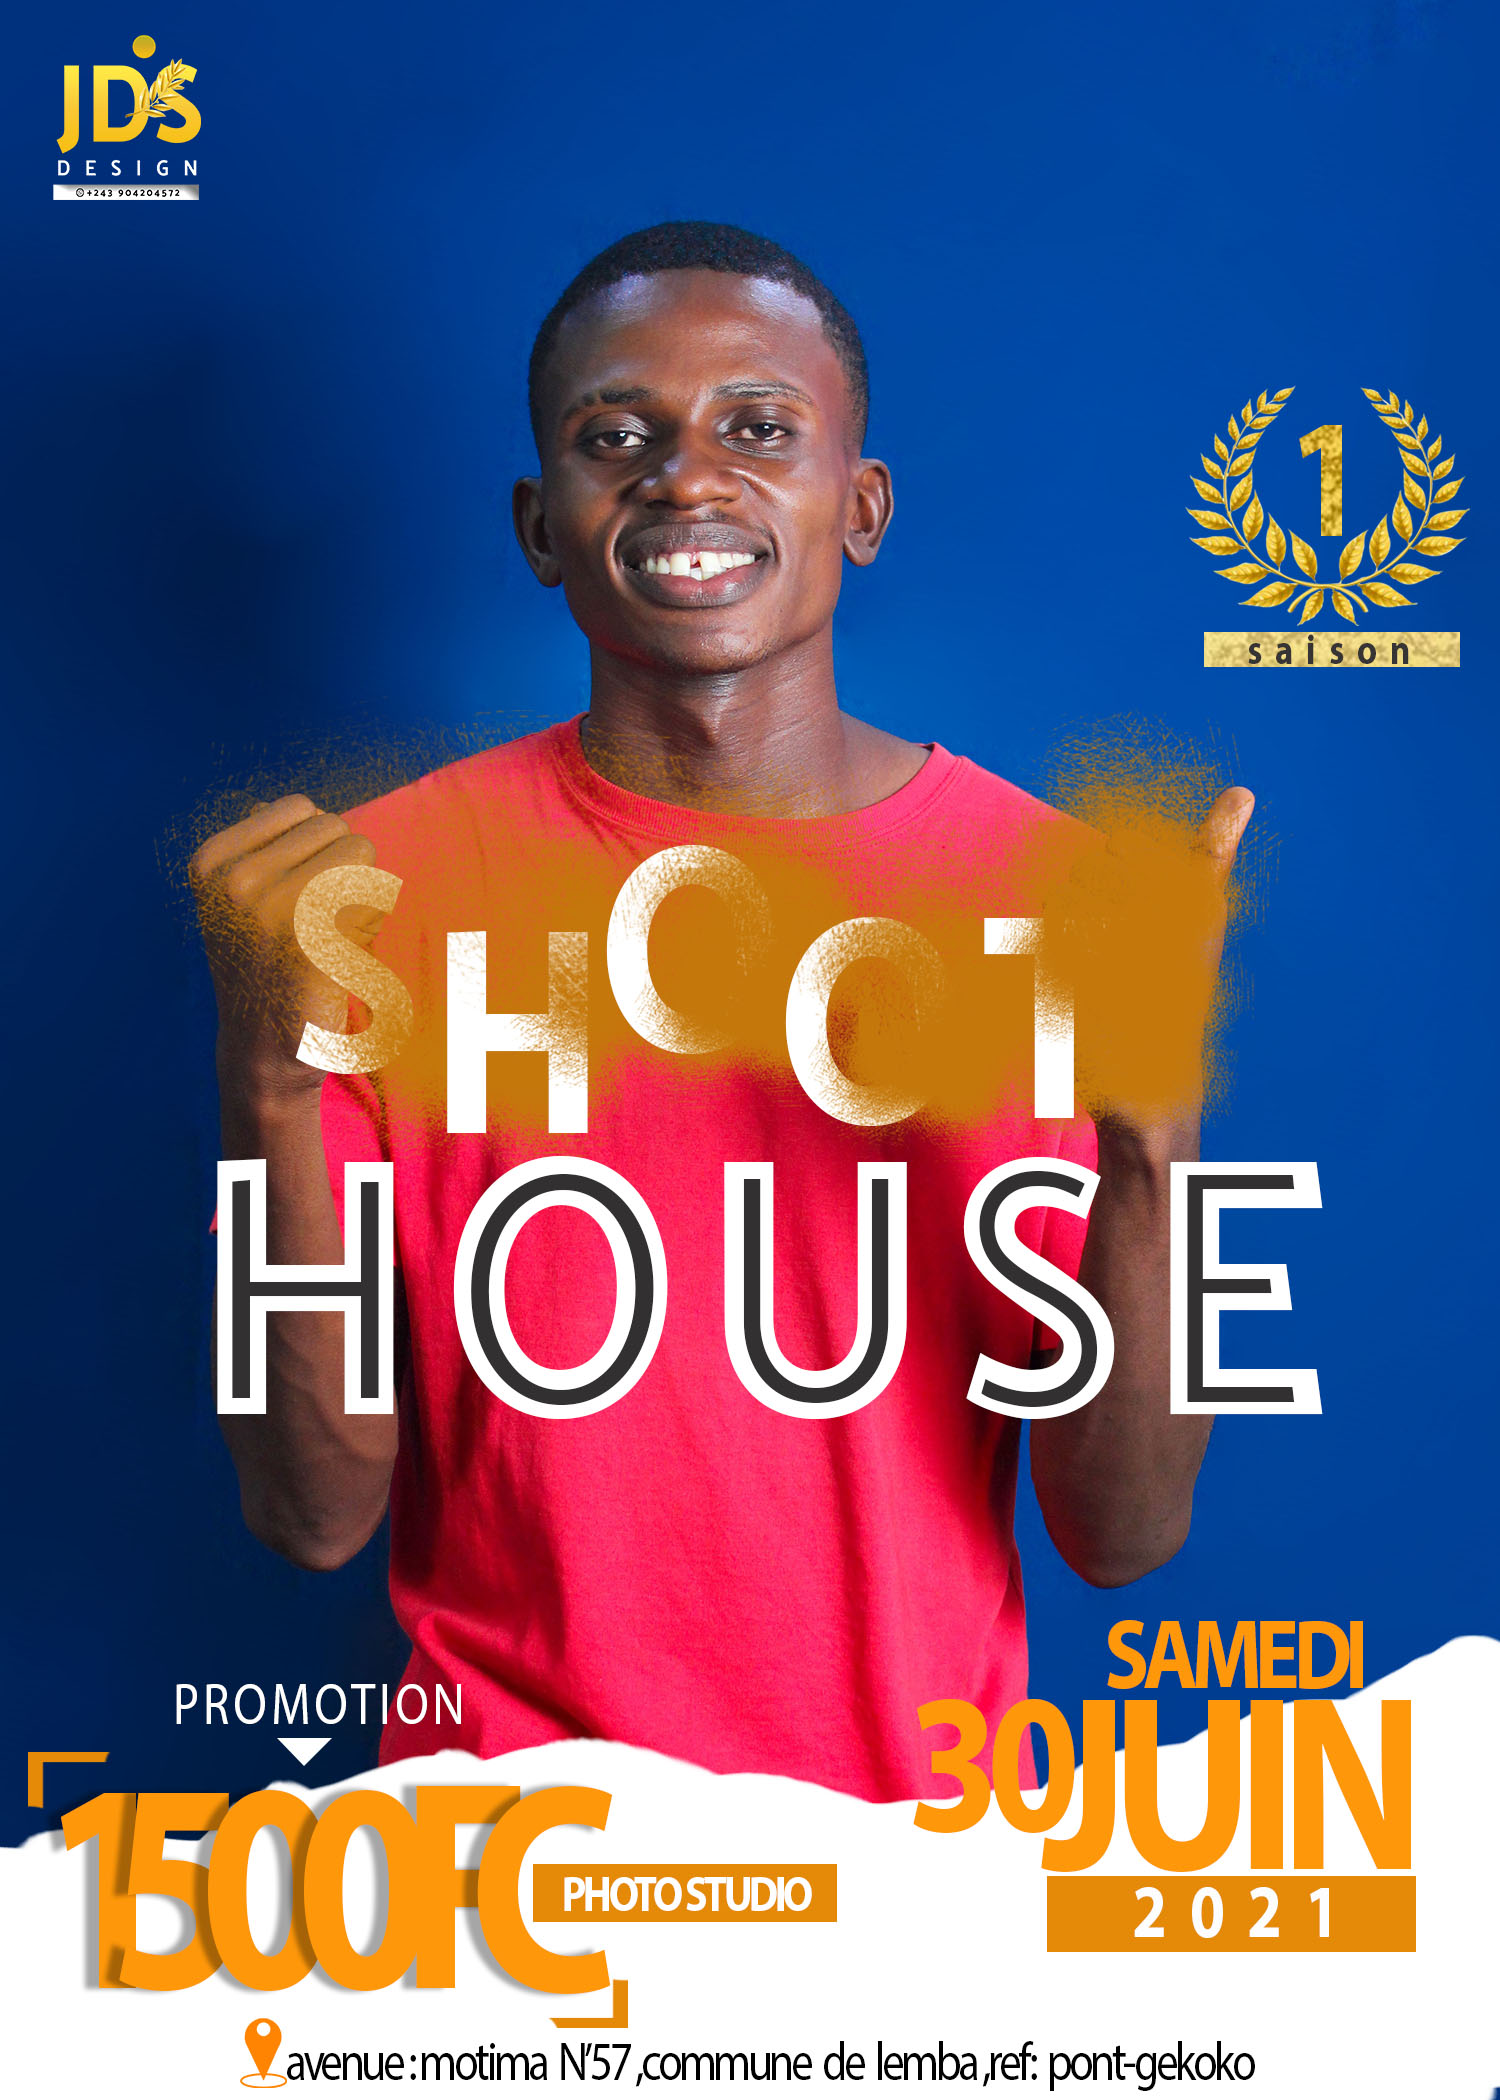 JDS
DESIGN
+243 904204572
1
saison
SHOOT
HOUSE
PROMOTION
1500FC
PHOTO STUDIO
SAMEDI
30JUIN
2021
avenue : motima N'57 ,commune de lemba ,ref: pont-gekoko